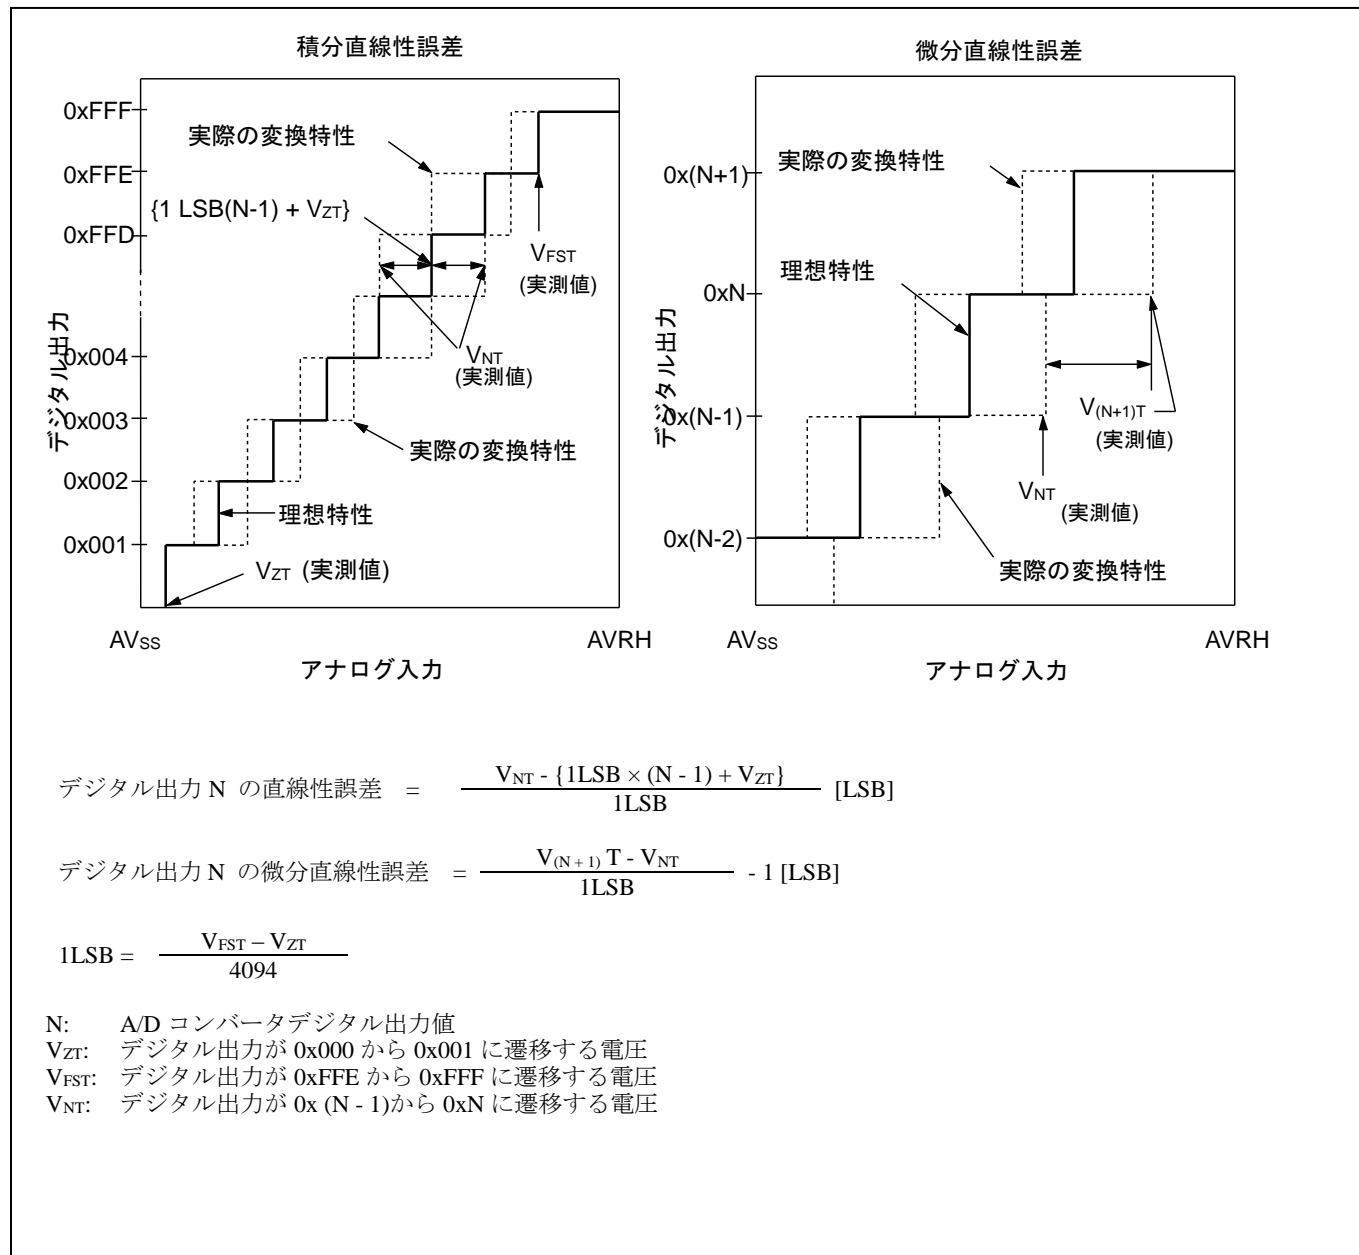 積分直線性誤差
0xFFF
0xFFE
0xFFD
0x004
0x003
0x002
0x001
デジタル出力
実際の変換特性
{1 LSB(N-1) + VZT}
VFST
(実測値)
VNT
(実測値)
実際の変換特性
理想特性
VZT (実測値)
AVSS
AVRH
アナログ入力
微分直線性誤差
0x(N+1)
0xN
0x(N-1)
0x(N-2)
デジタル出力
実際の変換特性
理想特性
V(N+1)T
(実測値)
VNT
(実測値)
実際の変換特性
AVSS
AVRH
アナログ入力
デジタル出力 N の直線性誤差 = VNT - {1LSB × (N - 1) + VZT} / 1LSB [LSB]
デジタル出力 N の微分直線性誤差 = V(N + 1) T - VNT / 1LSB - 1 [LSB]
1LSB = VFST – VZT / 4094
N: A/D コンバータデジタル出力値
VZT: デジタル出力が 0x000 から 0x001 に遷移する電圧
VFST: デジタル出力が 0xFFE から 0xFFF に遷移する電圧
VNT: デジタル出力が 0x (N - 1)から 0xN に遷移する電圧